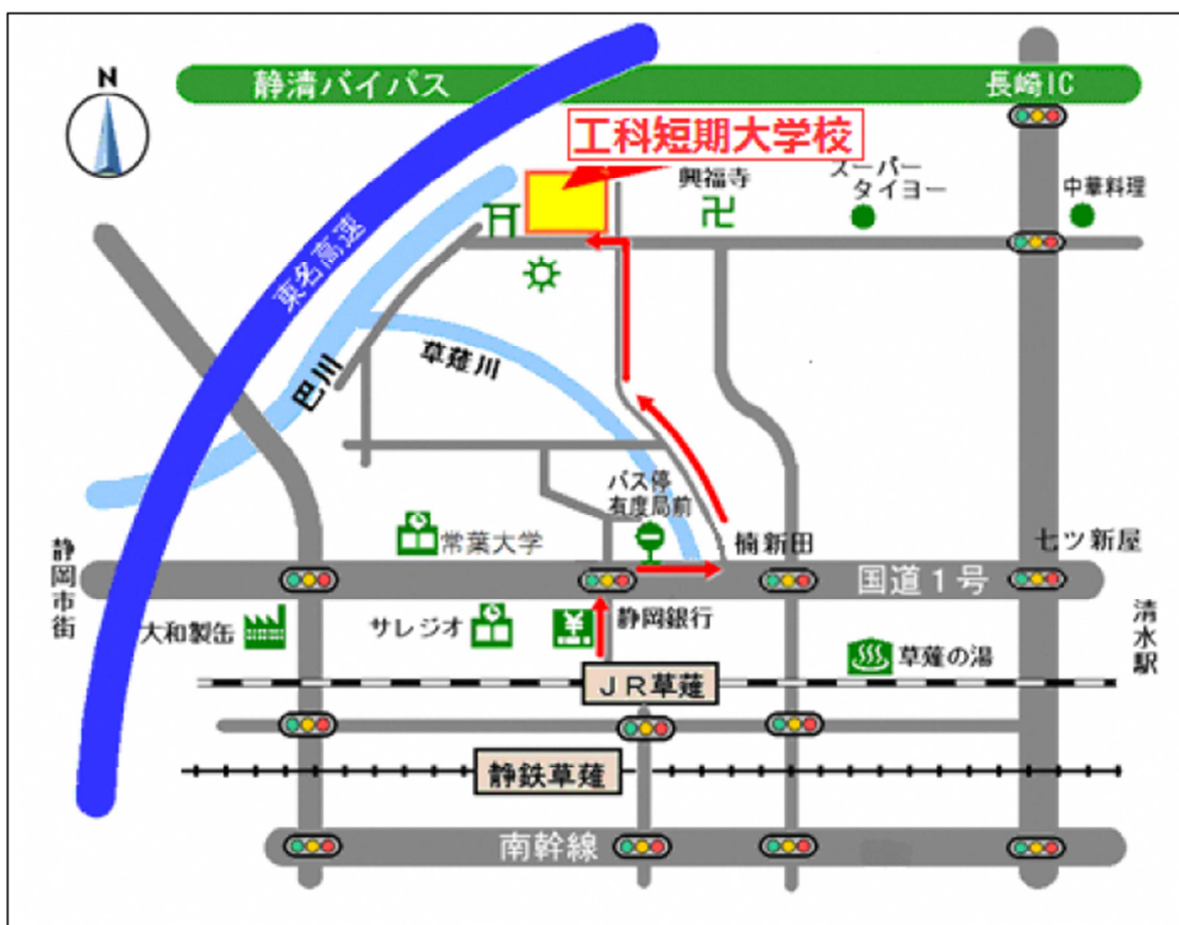 N
静清バイパス
長崎IC
工科短期大学校
興福寺
スーパー
タイヨー
中華料理
東名高速
巴川
草薙川
バス停
有度局前
常葉大学
楠新田
七ツ新屋
静岡市街
国道1号
大和製缶
サレジオ
¥
静岡銀行
草薙の湯
清水駅
JR草薙
静鉄草薙
南幹線